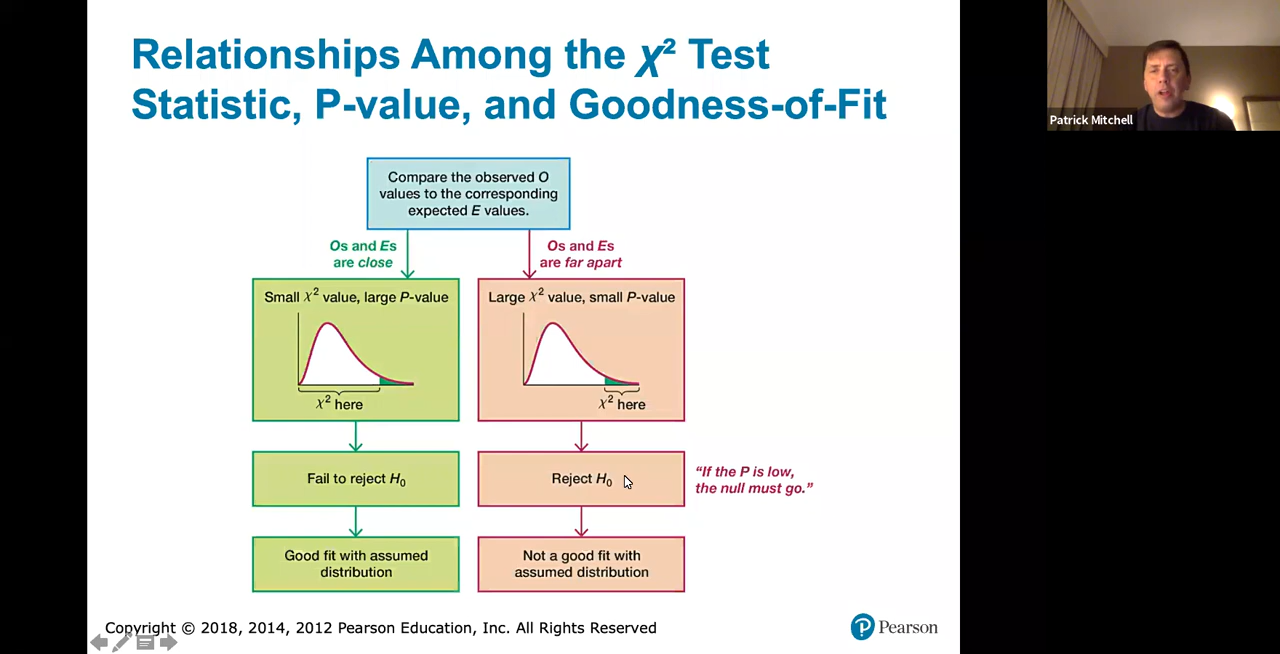 Relationships Among the χ² Test
Statistic, P-value, and Goodness-of-Fit
Patrick Mitchell
Compare the observed O
values to the corresponding
expected E values.
Os and Es
are close
Os and Es
are far apart
Small χ² value, large P-value
χ² here
Large χ² value, small P-value
χ² here
Fail to reject H₀
Reject H₀
“If the P is low,
the null must go.”
Good fit with assumed
distribution
Not a good fit with
assumed distribution
Copyright © 2018, 2014, 2012 Pearson Education, Inc. All Rights Reserved
P Pearson